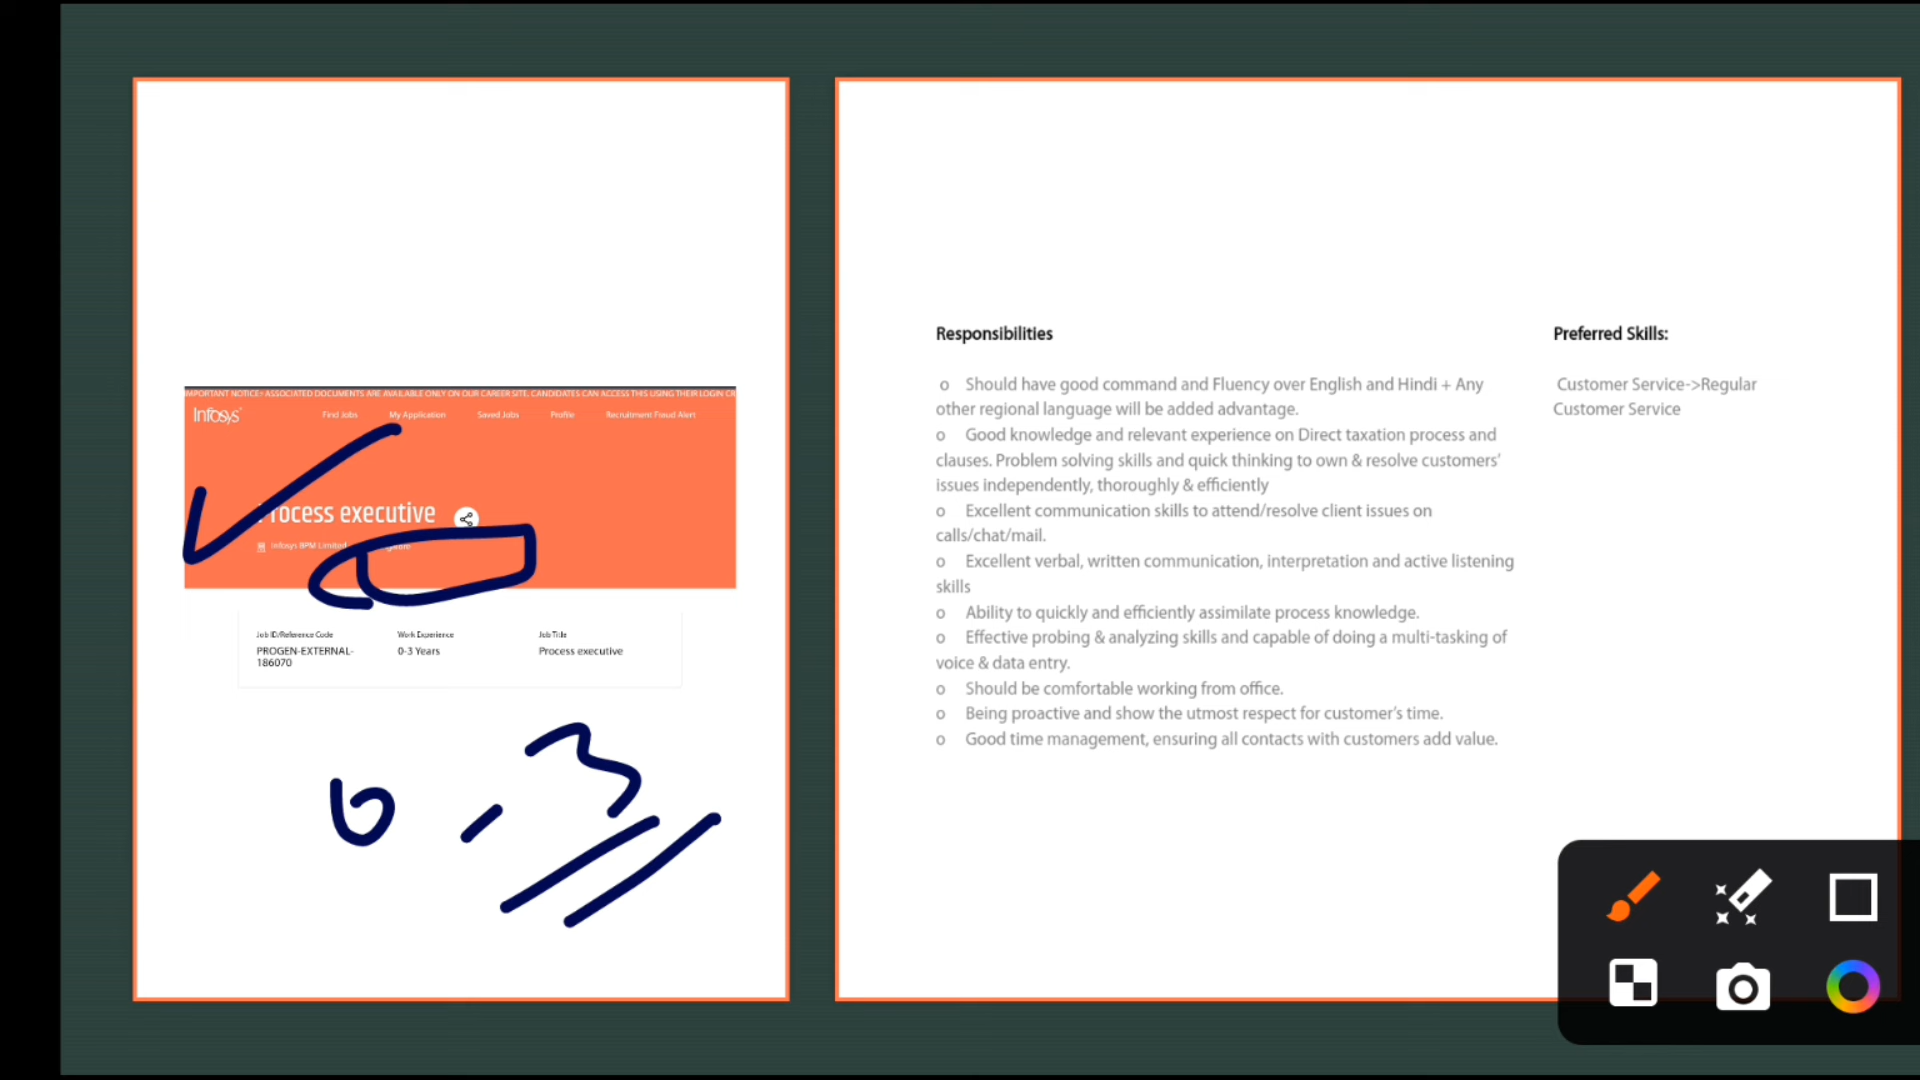 IMPORTANT NOTICE: ASSOCIATED DOCUMENTS ARE AVAILABLE ONLY ON OUR CAREER SITE, CANDIDATES CAN ACCESS THIS USING THEIR LOGIN CR
Infosys
Find Jobs My Application Saved Jobs Profile Recruitment Fraud Alert
Process executive
Infosys BPM Limited
Job ID/Reference Code Work Experience Job Title
PROGEN-EXTERNAL-186070 0-3 Years Process executive
0 - 3
Responsibilities
o Should have good command and Fluency over English and Hindi + Any
other regional language will be added advantage.
o Good knowledge and relevant experience on Direct taxation process and
clauses. Problem solving skills and quick thinking to own & resolve customers'
issues independently, thoroughly & efficiently
o Excellent communication skills to attend/resolve client issues on
calls/chat/mail.
o Excellent verbal, written communication, interpretation and active listening
skills
o Ability to quickly and efficiently assimilate process knowledge.
o Effective probing & analyzing skills and capable of doing a multi-tasking of
voice & data entry.
o Should be comfortable working from office.
o Being proactive and show the utmost respect for customer's time.
o Good time management, ensuring all contacts with customers add value.
Preferred Skills:
Customer Service->Regular
Customer Service